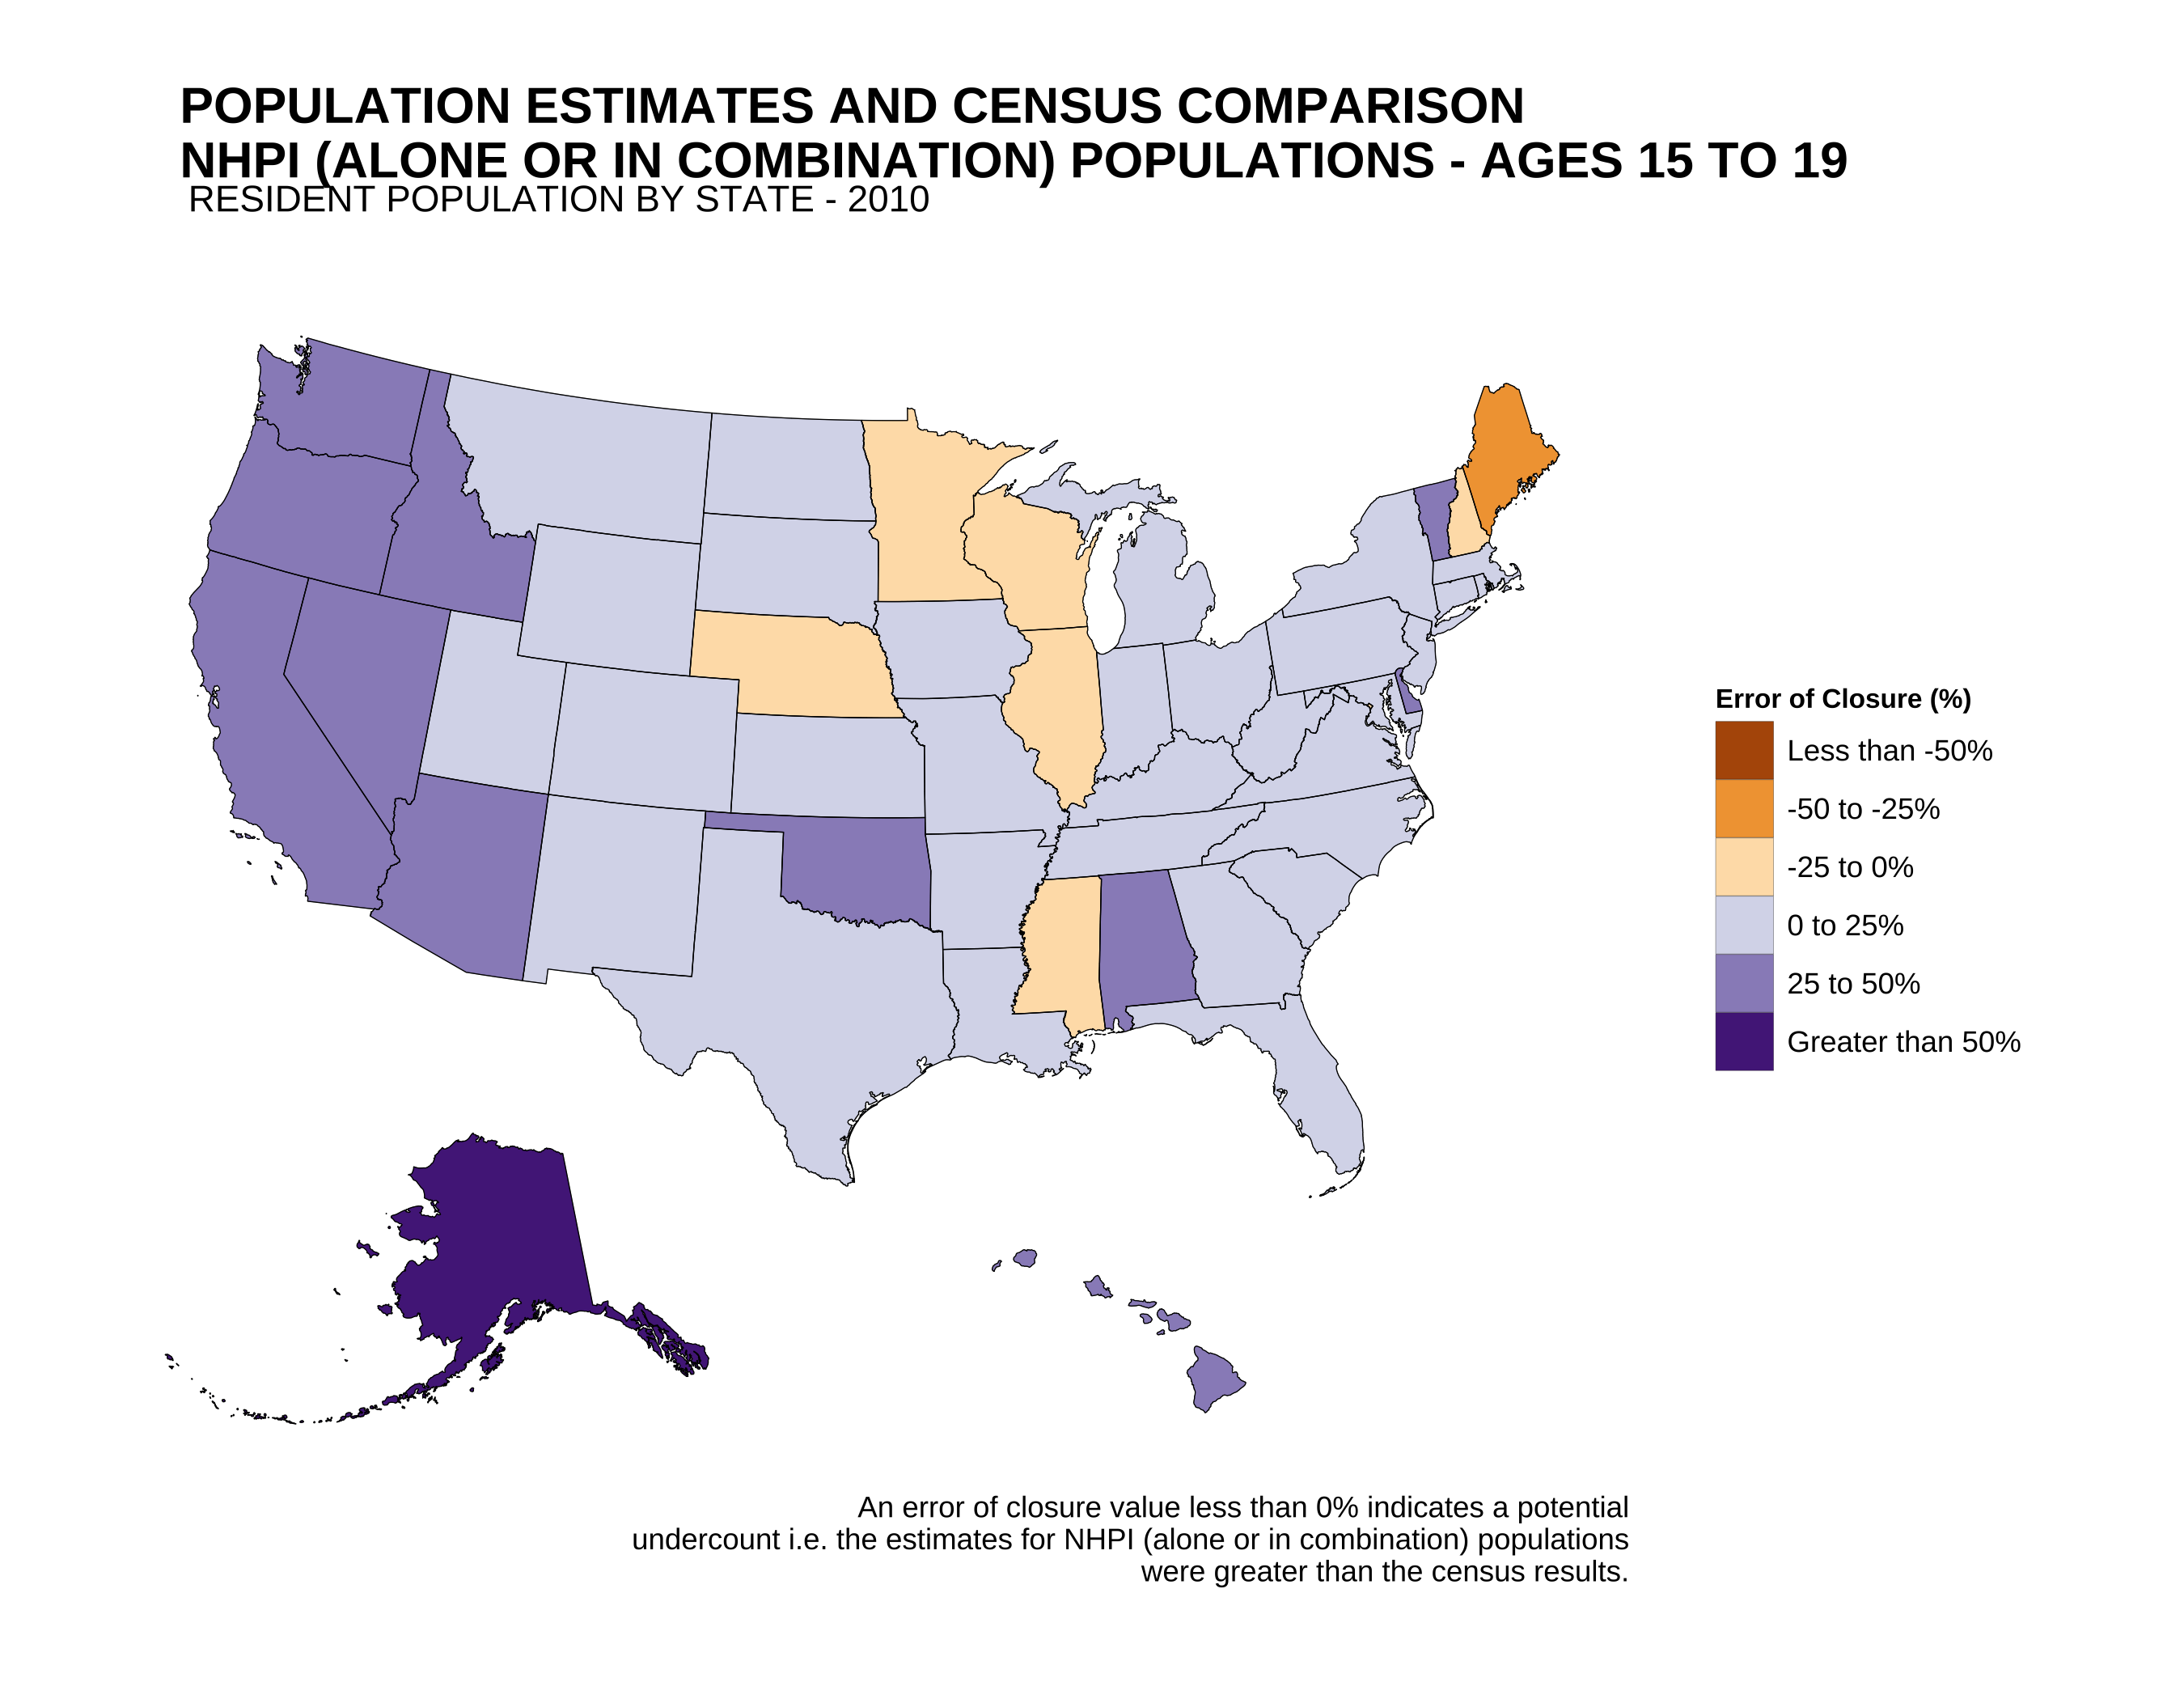 POPULATION ESTIMATES AND CENSUS COMPARISON
NHPI (ALONE OR IN COMBINATION) POPULATIONS - AGES 15 TO 19
RESIDENT POPULATION BY STATE - 2010
Error of Closure (%)
Less than -50%
-50 to -25%
-25 to 0%
0 to 25%
25 to 50%
Greater than 50%
An error of closure value less than 0% indicates a potential
undercount i.e. the estimates for NHPI (alone or in combination) populations
were greater than the census results.